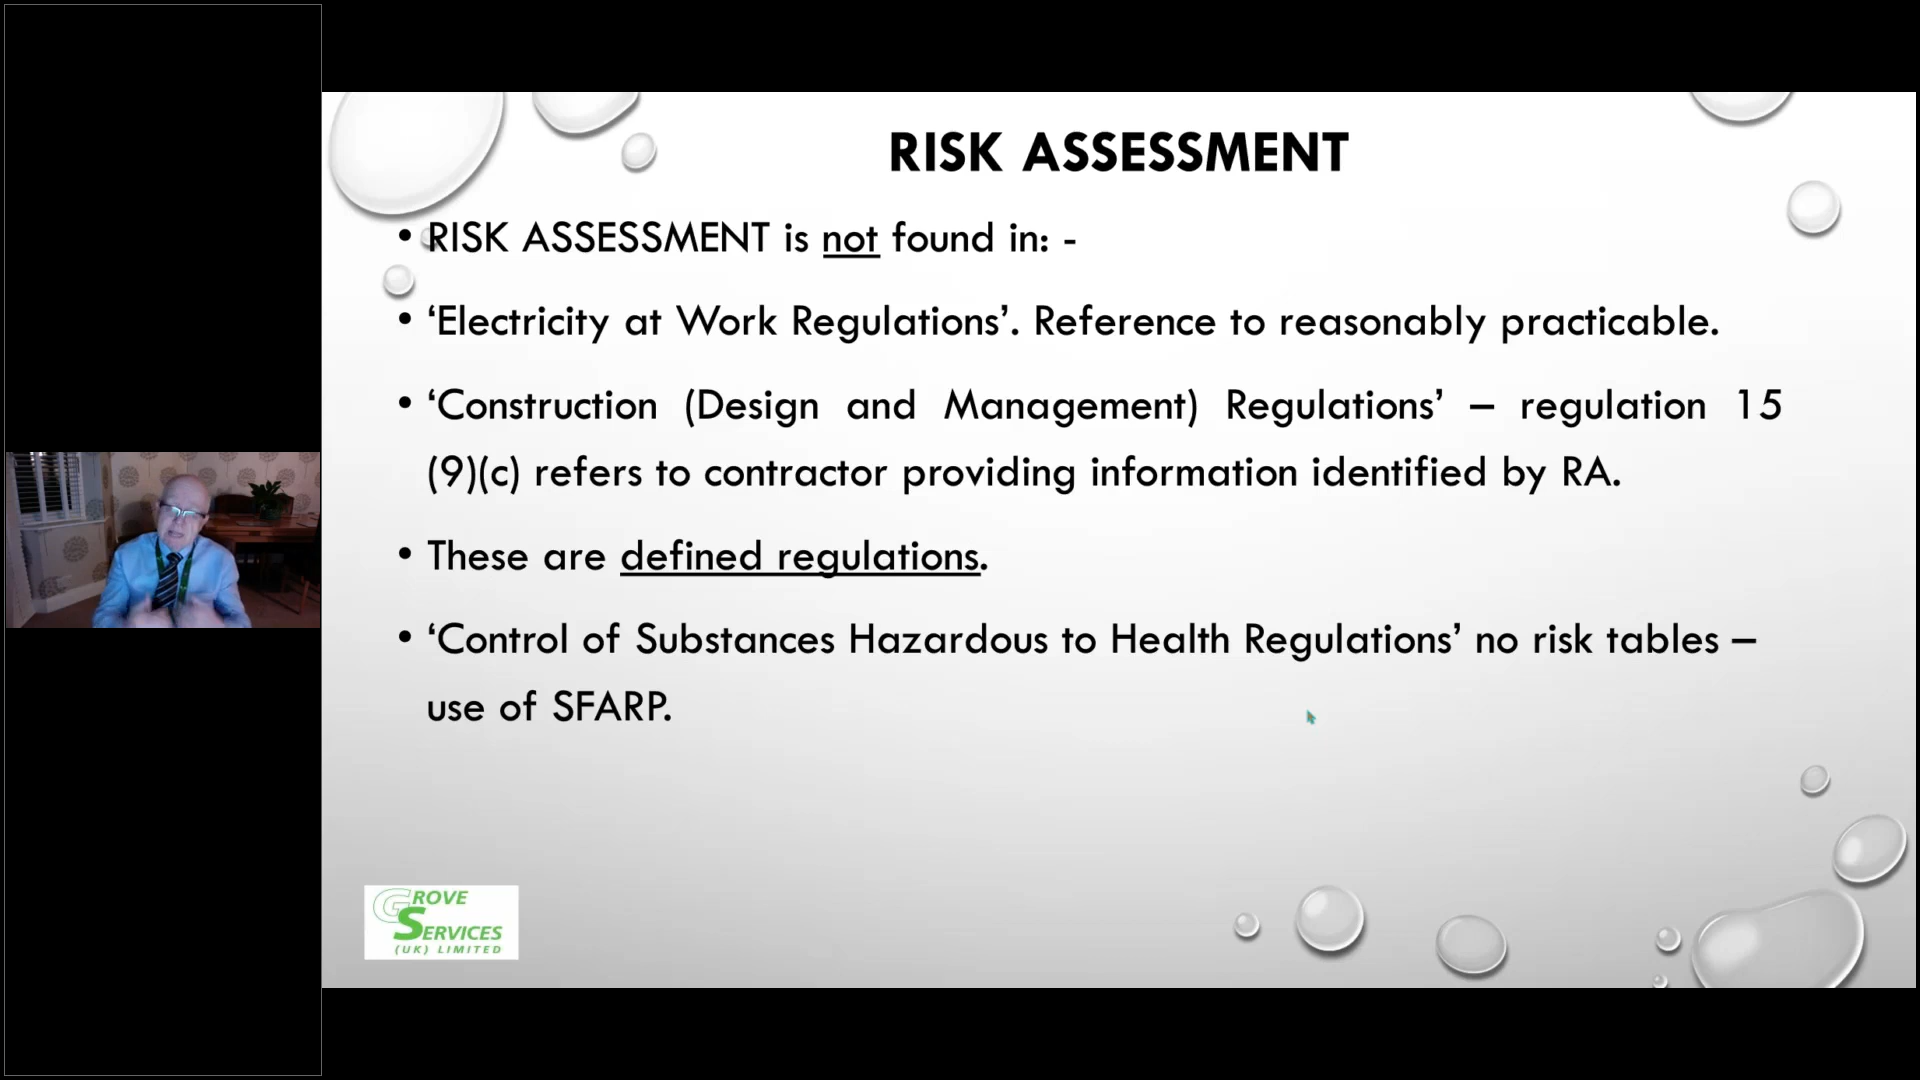 RISK ASSESSMENT
• RISK ASSESSMENT is not found in: -
• ‘Electricity at Work Regulations’. Reference to reasonably practicable.
• ‘Construction (Design and Management) Regulations’ – regulation 15
(9)(c) refers to contractor providing information identified by RA.
• These are defined regulations.
• ‘Control of Substances Hazardous to Health Regulations’ no risk tables –
use of SFARP.
GROVE
SERVICES
(UK) LIMITED